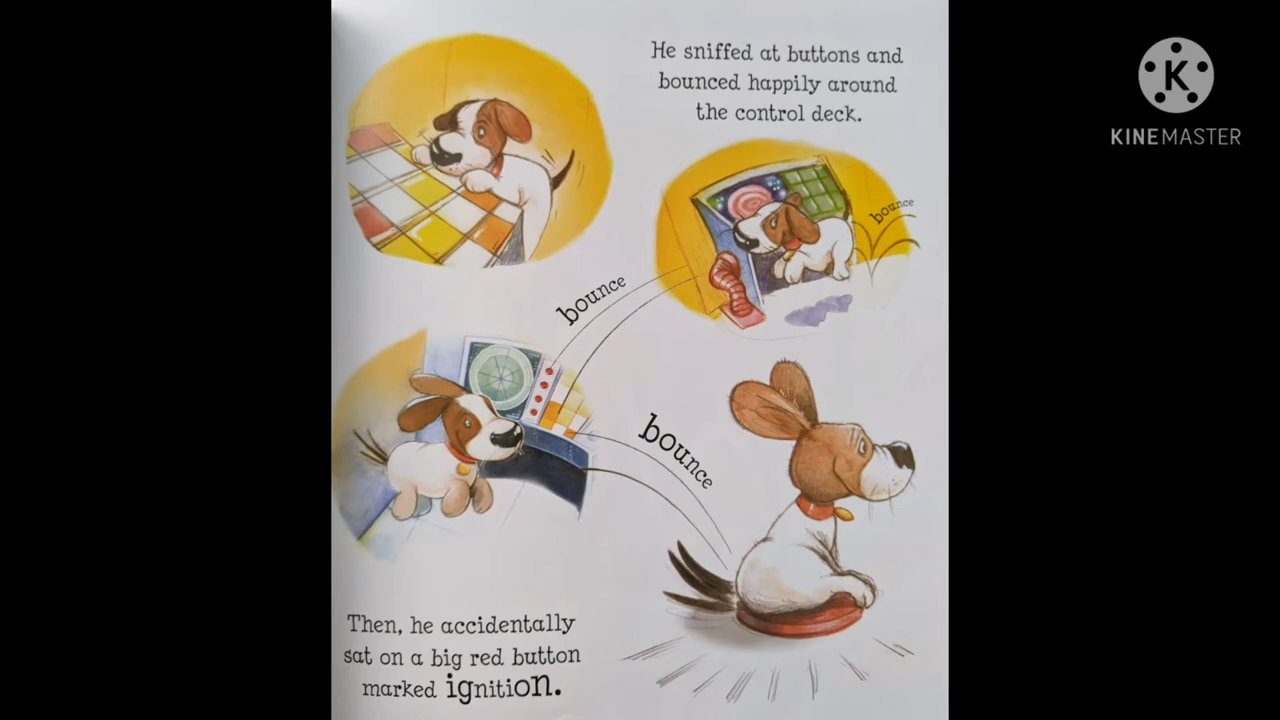 He sniffed at buttons and
bounced happily around
the control deck.
bounce
bounce
bounce
Then, he accidentally
sat on a big red button
marked ignition.
K
KINEMASTER